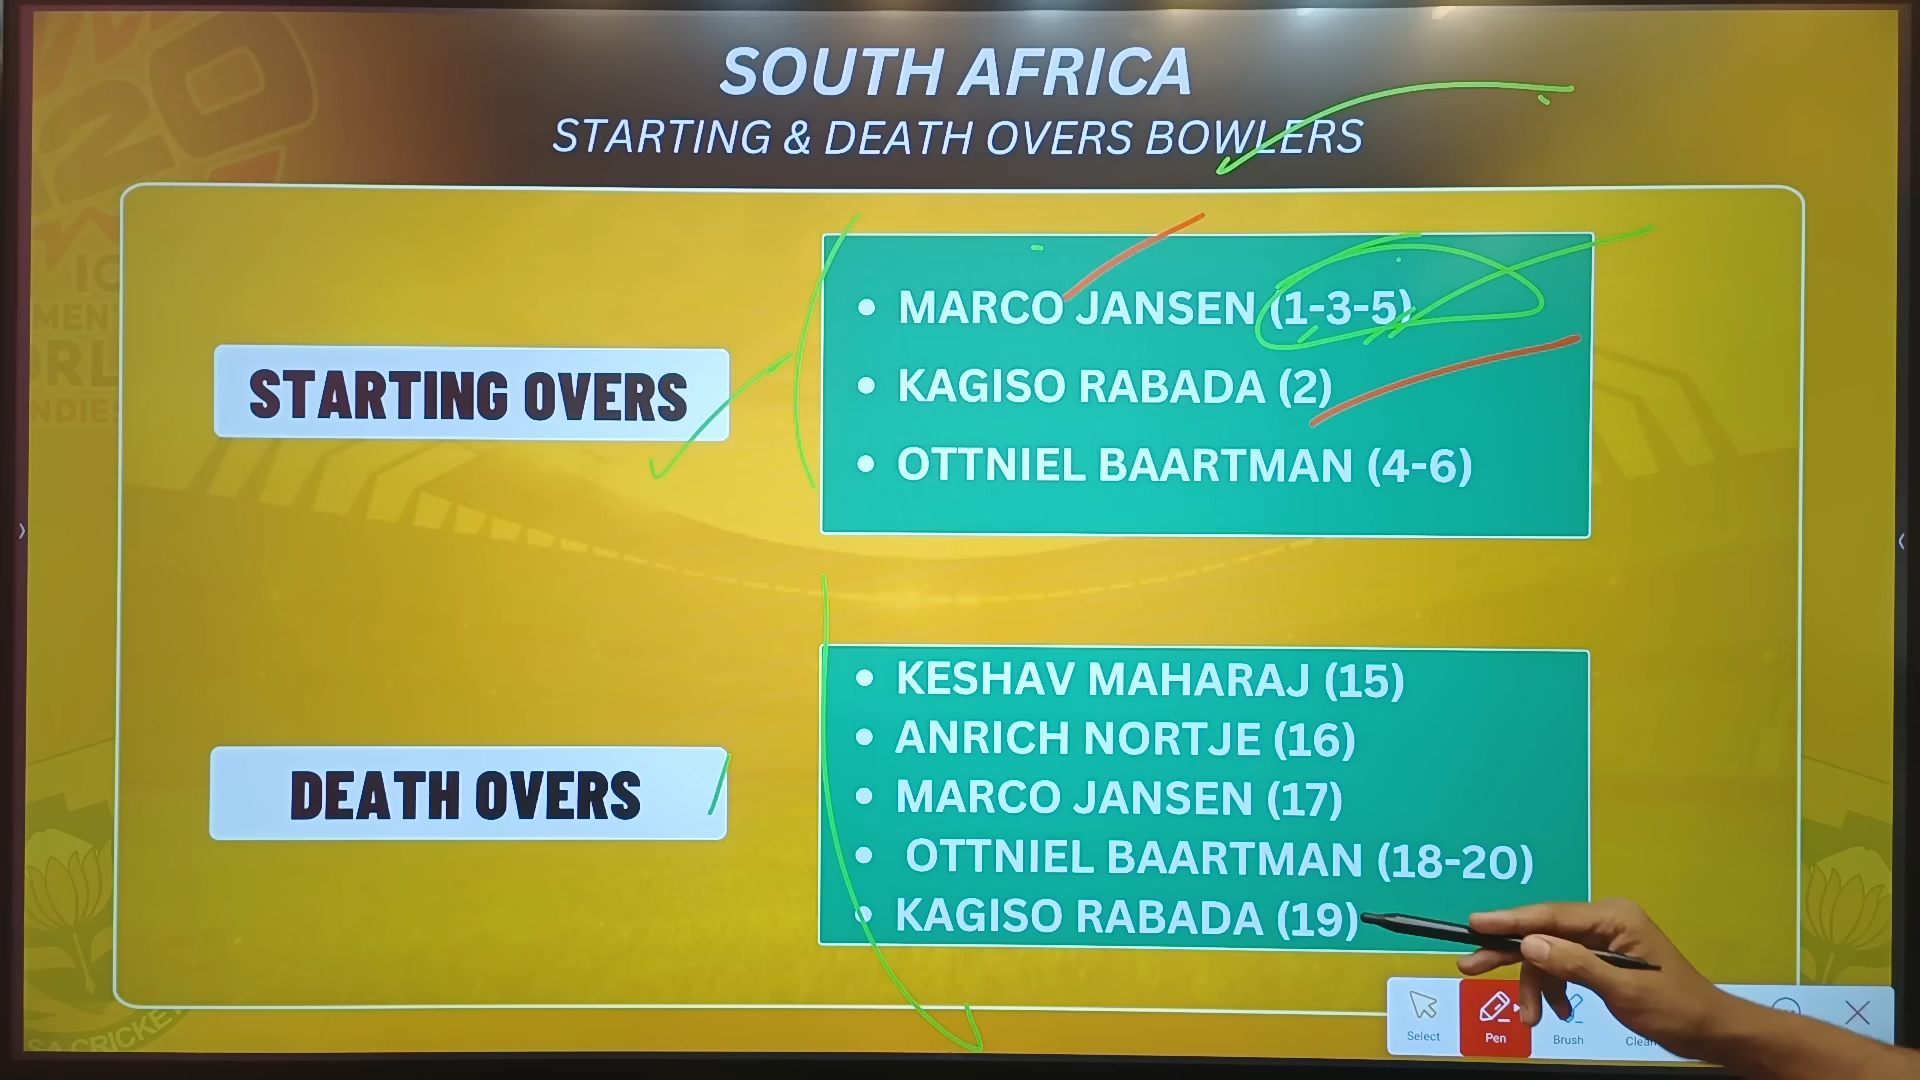 SOUTH AFRICA
STARTING & DEATH OVERS BOWLERS
STARTING OVERS
• MARCO JANSEN (1-3-5)
• KAGISO RABADA (2)
• OTTNIEL BAARTMAN (4-6)
DEATH OVERS
• KESHAV MAHARAJ (15)
• ANRICH NORTJE (16)
• MARCO JANSEN (17)
• OTTNIEL BAARTMAN (18-20)
• KAGISO RABADA (19)
Select
Pen
Brush